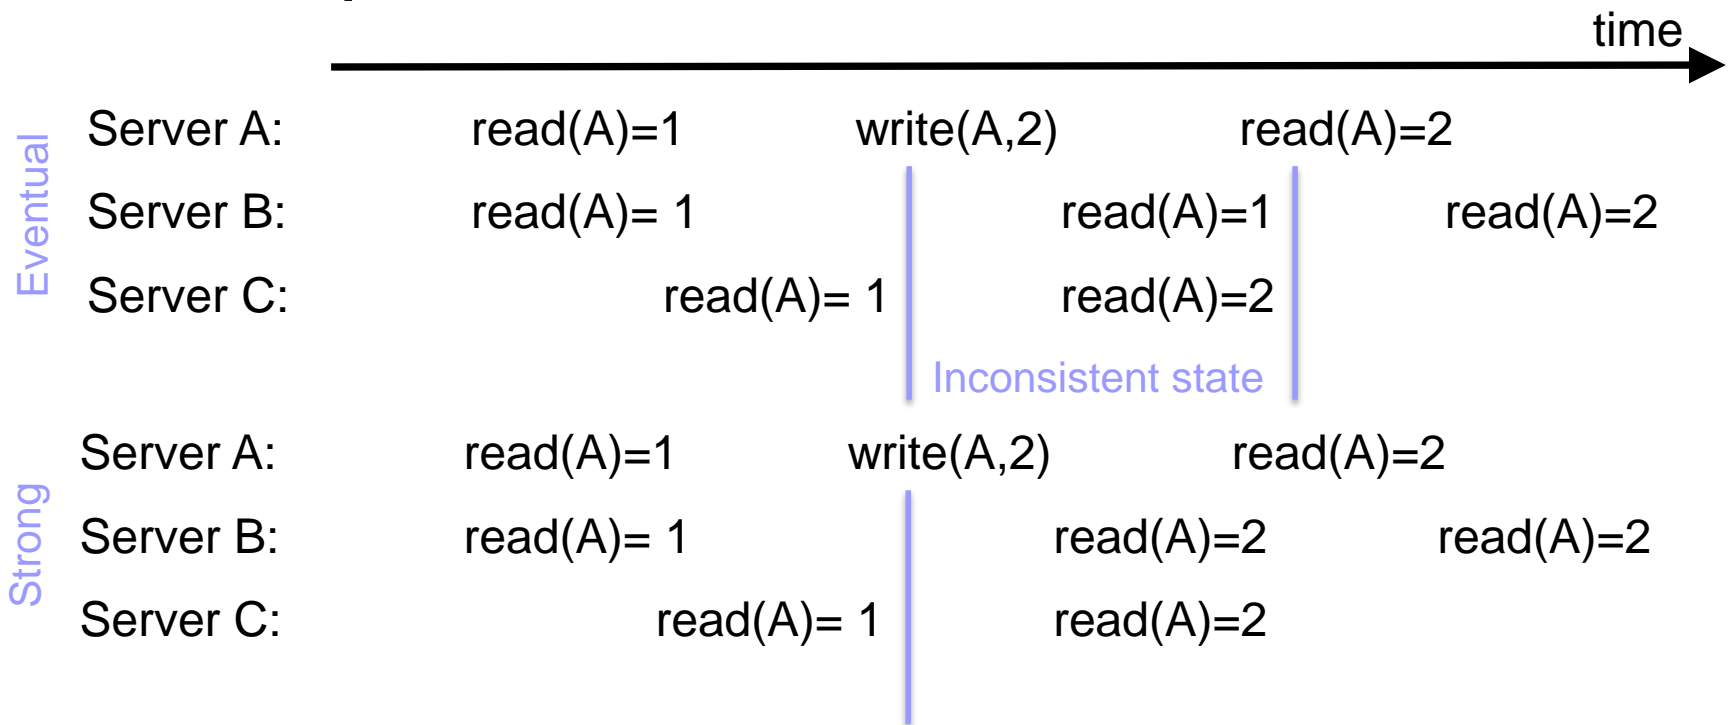 time
Eventual
Server A: read(A)=1 write(A,2) read(A)=2
Server B: read(A)= 1 read(A)=1 read(A)=2
Server C: read(A)= 1 read(A)=2
Inconsistent state
Strong
Server A: read(A)=1 write(A,2) read(A)=2
Server B: read(A)= 1 read(A)=2 read(A)=2
Server C: read(A)= 1 read(A)=2